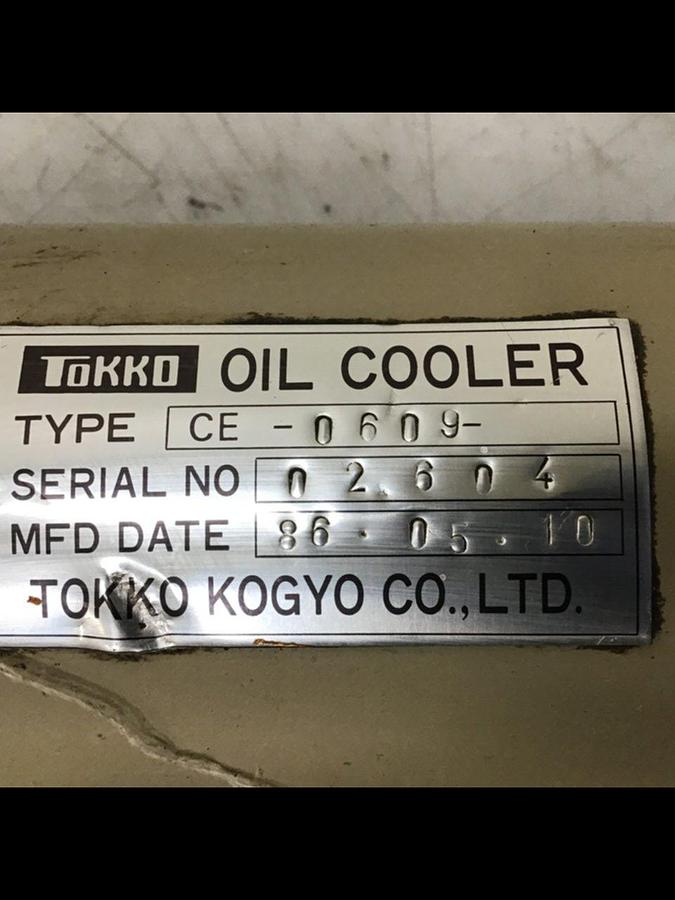 TOKKO OIL COOLER
TYPE CE -0609-
SERIAL NO 02604
MFD DATE 86.05.10
TOKKO KOGYO CO., LTD.